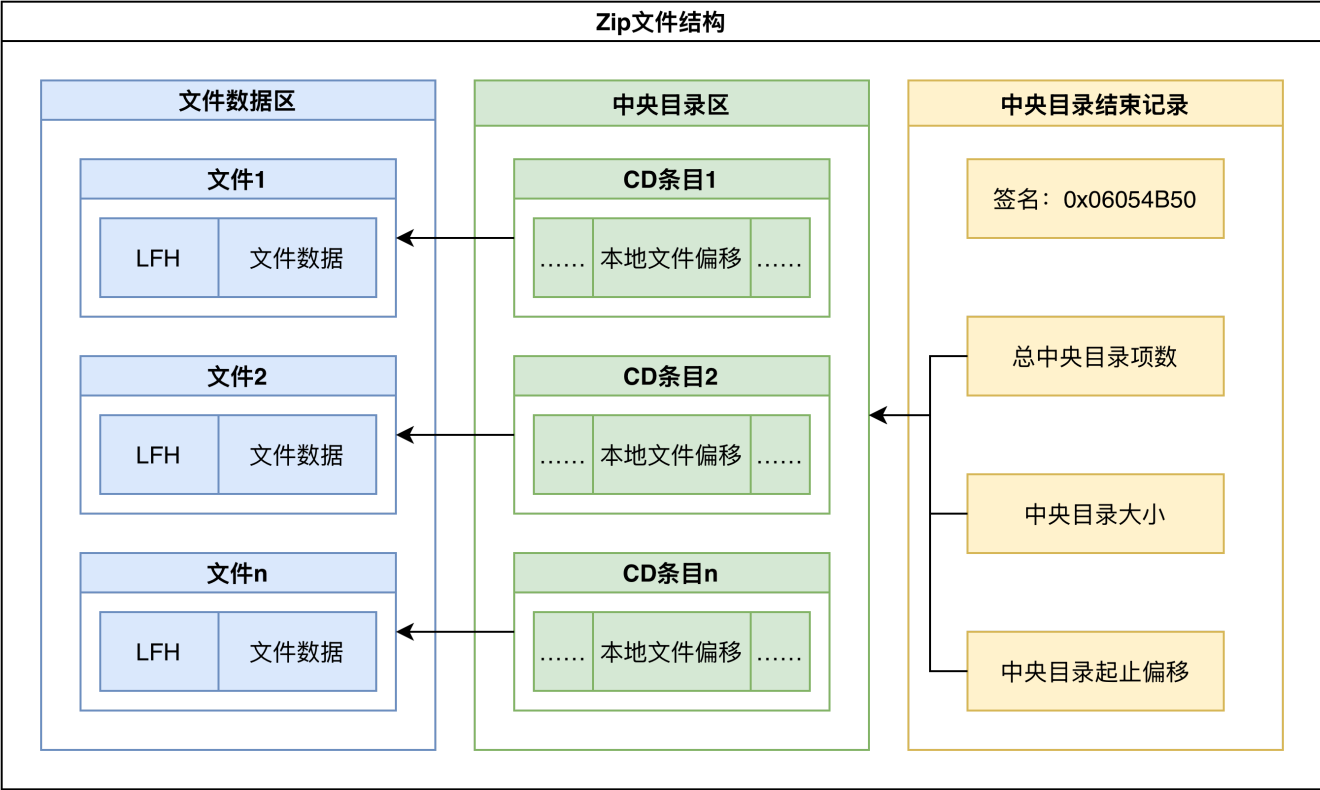 Zip文件结构
文件数据区
文件1
LFH
文件数据
文件2
LFH
文件数据
文件n
LFH
文件数据
中央目录区
CD条目1
……
本地文件偏移
……
CD条目2
……
本地文件偏移
……
CD条目n
……
本地文件偏移
……
中央目录结束记录
签名：0x06054B50
总中央目录项数
中央目录大小
中央目录起止偏移